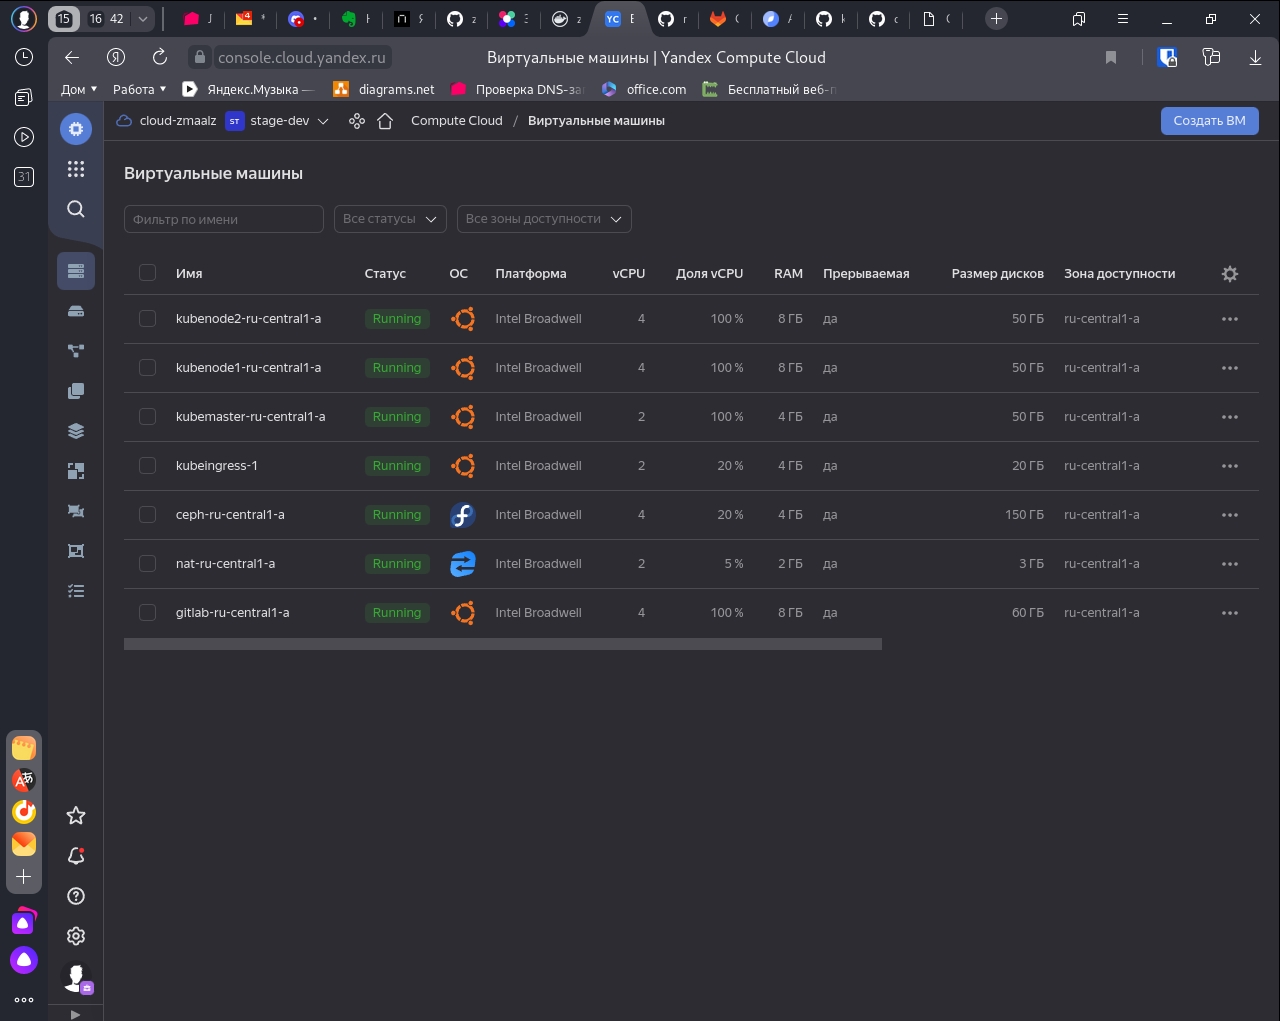 15 16 42
console.cloud.yandex.ru Виртуальные машины | Yandex Compute Cloud
Дом Работа Яндекс.Музыка — diagrams.net Проверка DNS-за office.com Бесплатный веб-п
31
cloud-zmaalz ST stage-dev Compute Cloud / Виртуальные машины Создать ВМ
Виртуальные машины
Фильтр по имени Все статусы Все зоны доступности
Имя Статус ОС Платформа vCPU Доля vCPU RAM Прерываемая Размер дисков Зона доступности
kubenode2-ru-central1-a Running Intel Broadwell 4 100 % 8 ГБ да 50 ГБ ru-central1-a
kubenode1-ru-central1-a Running Intel Broadwell 4 100 % 8 ГБ да 50 ГБ ru-central1-a
kubemaster-ru-central1-a Running Intel Broadwell 2 100 % 4 ГБ да 50 ГБ ru-central1-a
kubeingress-1 Running Intel Broadwell 2 20 % 4 ГБ да 20 ГБ ru-central1-a
ceph-ru-central1-a Running Intel Broadwell 4 20 % 4 ГБ да 150 ГБ ru-central1-a
nat-ru-central1-a Running Intel Broadwell 2 5 % 2 ГБ да 3 ГБ ru-central1-a
gitlab-ru-central1-a Running Intel Broadwell 4 100 % 8 ГБ да 60 ГБ ru-central1-a